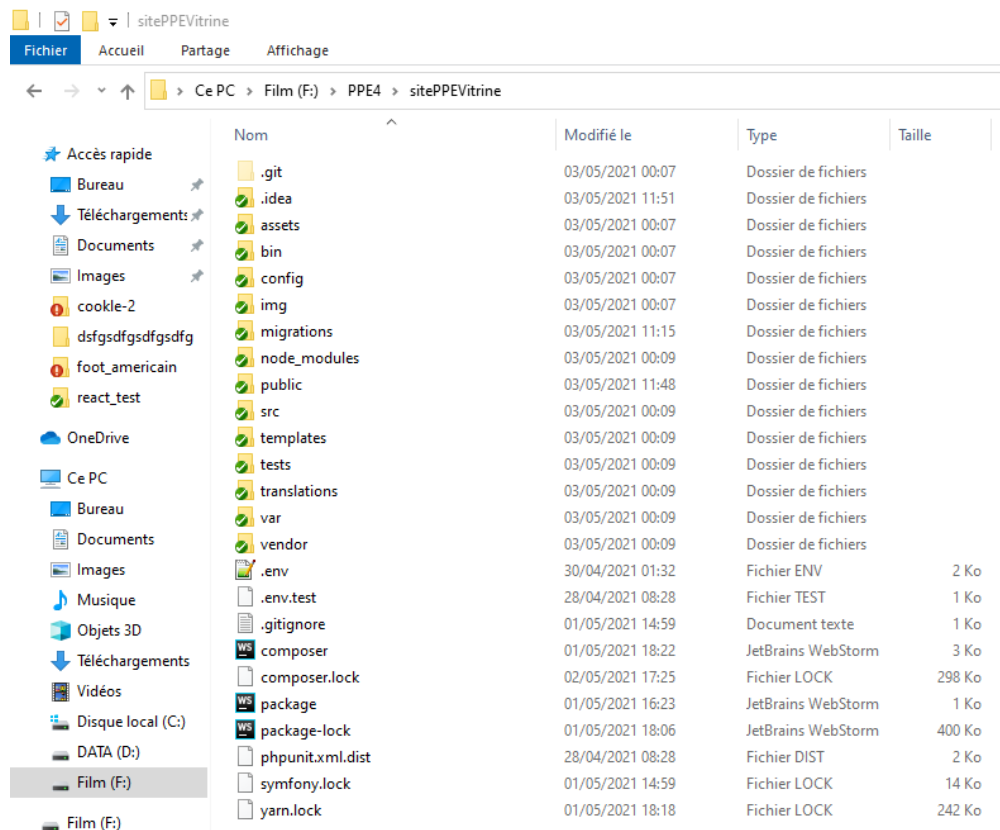 sitePPEVitrine
Fichier Accueil Partage Affichage
Ce PC > Film (F:) > PPE4 > sitePPEVitrine
Nom Modifié le Type Taille
Accès rapide
Bureau
Téléchargements
Documents
Images
cookle-2
dsfgsdfgsdfgsdfg
foot_americain
react_test
OneDrive
Ce PC
Bureau
Documents
Images
Musique
Objets 3D
Téléchargements
Vidéos
Disque local (C:)
DATA (D:)
Film (F:)
Film (F:)
.git 03/05/2021 00:07 Dossier de fichiers
.idea 03/05/2021 11:51 Dossier de fichiers
assets 03/05/2021 00:07 Dossier de fichiers
bin 03/05/2021 00:07 Dossier de fichiers
config 03/05/2021 00:07 Dossier de fichiers
img 03/05/2021 00:07 Dossier de fichiers
migrations 03/05/2021 11:15 Dossier de fichiers
node_modules 03/05/2021 00:09 Dossier de fichiers
public 03/05/2021 11:48 Dossier de fichiers
src 03/05/2021 00:09 Dossier de fichiers
templates 03/05/2021 00:09 Dossier de fichiers
tests 03/05/2021 00:09 Dossier de fichiers
translations 03/05/2021 00:09 Dossier de fichiers
var 03/05/2021 00:09 Dossier de fichiers
vendor 03/05/2021 00:09 Dossier de fichiers
.env 30/04/2021 01:32 Fichier ENV 2 Ko
.env.test 28/04/2021 08:28 Fichier TEST 1 Ko
.gitignore 01/05/2021 14:59 Document texte 1 Ko
WS composer 01/05/2021 18:22 JetBrains WebStorm 3 Ko
composer.lock 02/05/2021 17:25 Fichier LOCK 298 Ko
WS package 01/05/2021 16:23 JetBrains WebStorm 1 Ko
WS package-lock 01/05/2021 18:06 JetBrains WebStorm 400 Ko
phpunit.xml.dist 28/04/2021 08:28 Fichier DIST 2 Ko
symfony.lock 01/05/2021 14:59 Fichier LOCK 14 Ko
yarn.lock 01/05/2021 18:18 Fichier LOCK 242 Ko